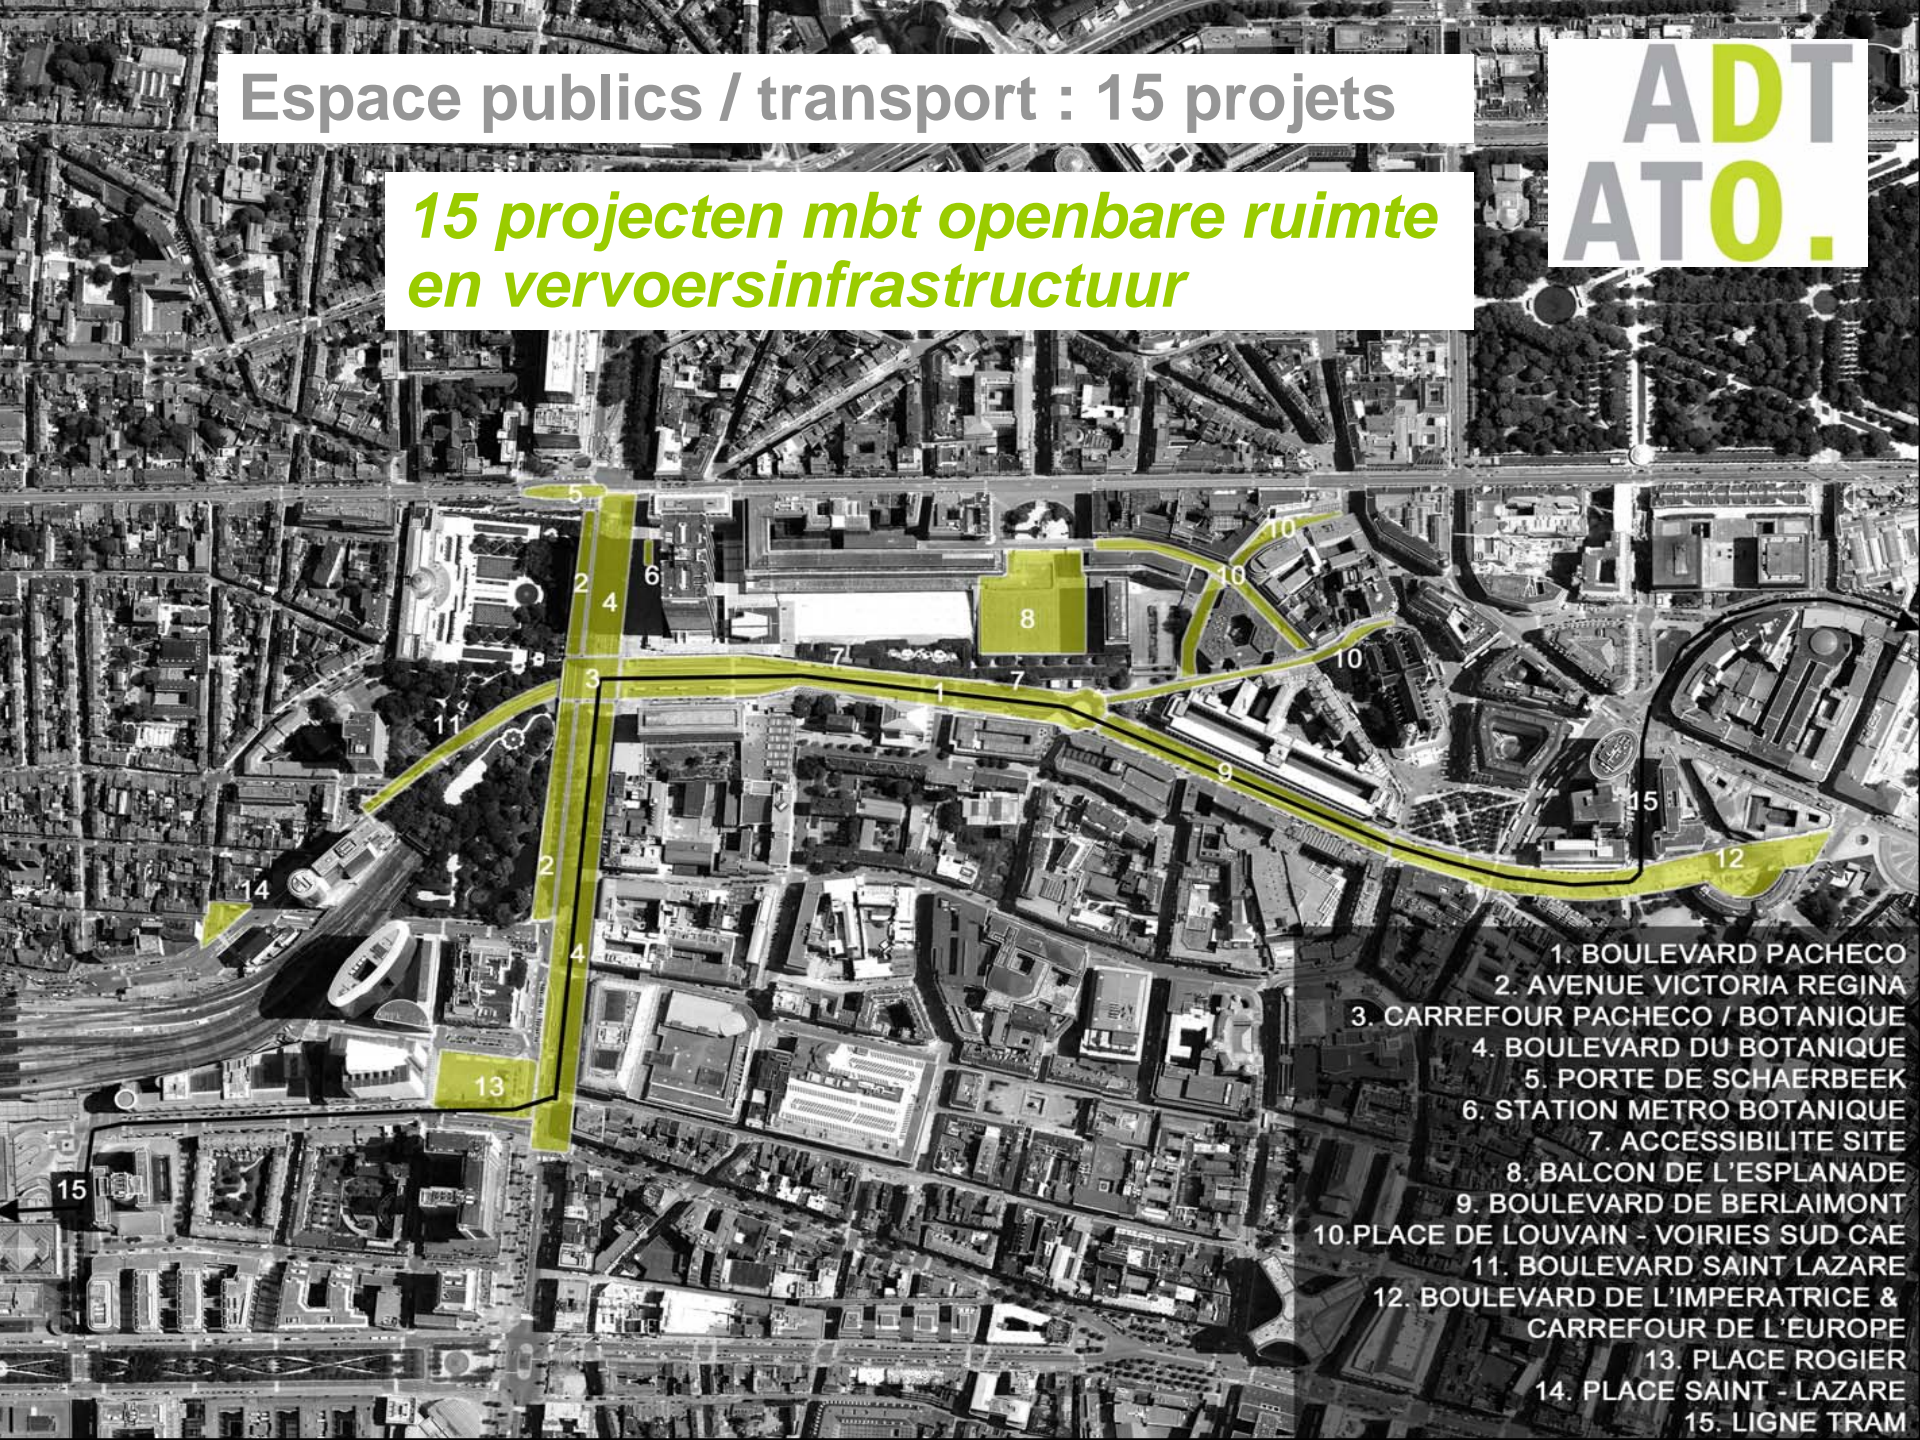 Espace publics / transport : 15 projets
ADT
ATO.
15 projecten mbt openbare ruimte
en vervoersinfrastructuur
5
10
2
6
4
10
8
7
10
3
7
1
11
9
15
12
2
14
4
13
15
1. BOULEVARD PACHECO
2. AVENUE VICTORIA REGINA
3. CARREFOUR PACHECO / BOTANIQUE
4. BOULEVARD DU BOTANIQUE
5. PORTE DE SCHAERBEEK
6. STATION METRO BOTANIQUE
7. ACCESSIBILITE SITE
8. BALCON DE L'ESPLANADE
9. BOULEVARD DE BERLAIMONT
10.PLACE DE LOUVAIN - VOIRIES SUD CAE
11. BOULEVARD SAINT LAZARE
12. BOULEVARD DE L'IMPERATRICE &
CARREFOUR DE L'EUROPE
13. PLACE ROGIER
14. PLACE SAINT - LAZARE
15. LIGNE TRAM